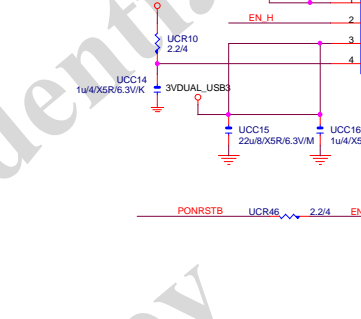 1
EN_H
2
UCR10
2.2/4
3
4
UCC14
1u/4/X5R/6.3V/K
3VDUAL_USB3
UCC15
22u/8/X5R/6.3V/M
UCC16
1u/4/X5
PONRSTB
UCR46
2.2/4
EN